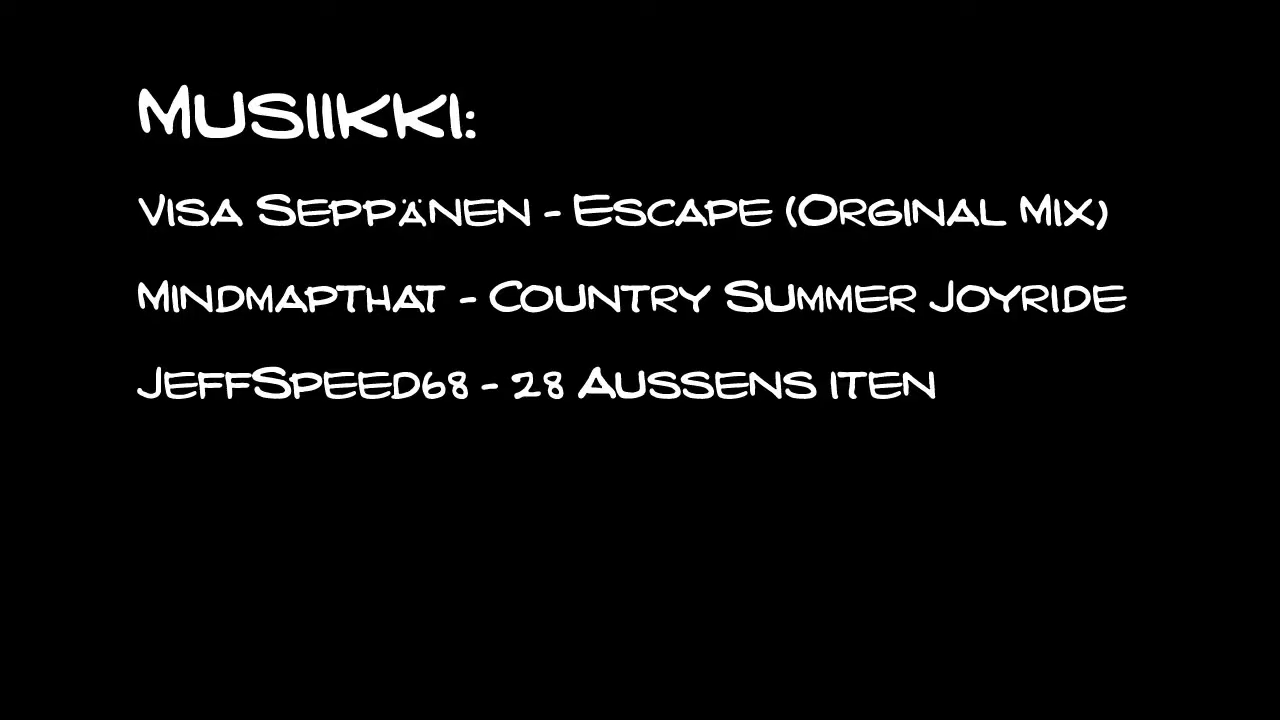 Musiikki:
Visa Seppänen - Escape (Orginal Mix)
Mindmapthat - Country Summer Joyride
JeffSpeed68 - 28 Aussens iten